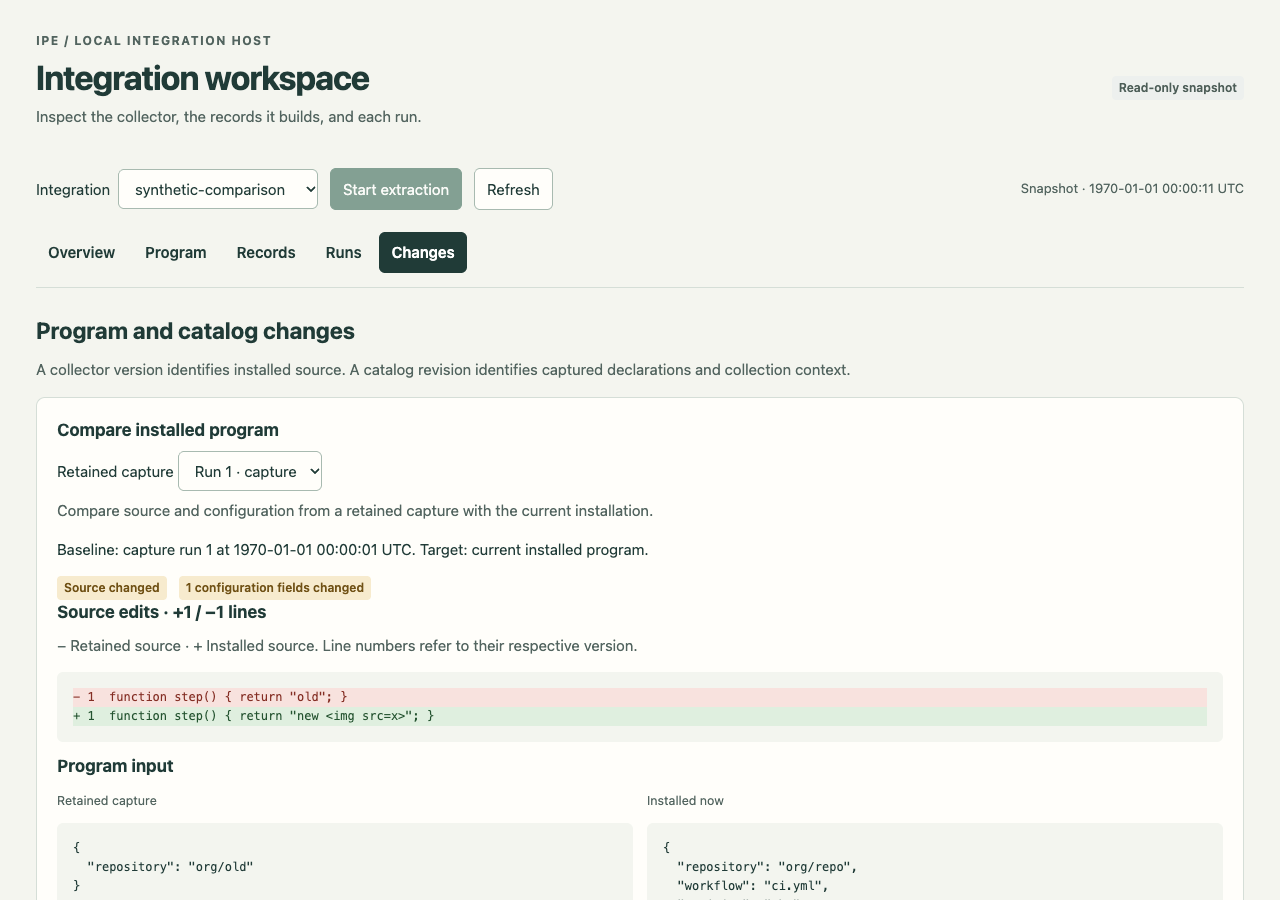 IPE / LOCAL INTEGRATION HOST
Integration workspace
Read-only snapshot
Inspect the collector, the records it builds, and each run.
Integration synthetic-comparison Start extraction Refresh Snapshot · 1970-01-01 00:00:11 UTC
Overview Program Records Runs Changes
Program and catalog changes
A collector version identifies installed source. A catalog revision identifies captured declarations and collection context.
Compare installed program
Retained capture Run 1 · capture
Compare source and configuration from a retained capture with the current installation.
Baseline: capture run 1 at 1970-01-01 00:00:01 UTC. Target: current installed program.
Source changed 1 configuration fields changed
Source edits · +1 / −1 lines
− Retained source · + Installed source. Line numbers refer to their respective version.
− 1 function step() { return "old"; }
+ 1 function step() { return "new <img src=x>"; }
Program input
Retained capture Installed now
{ {
"repository": "org/old" "repository": "org/repo",
} "workflow": "ci.yml",